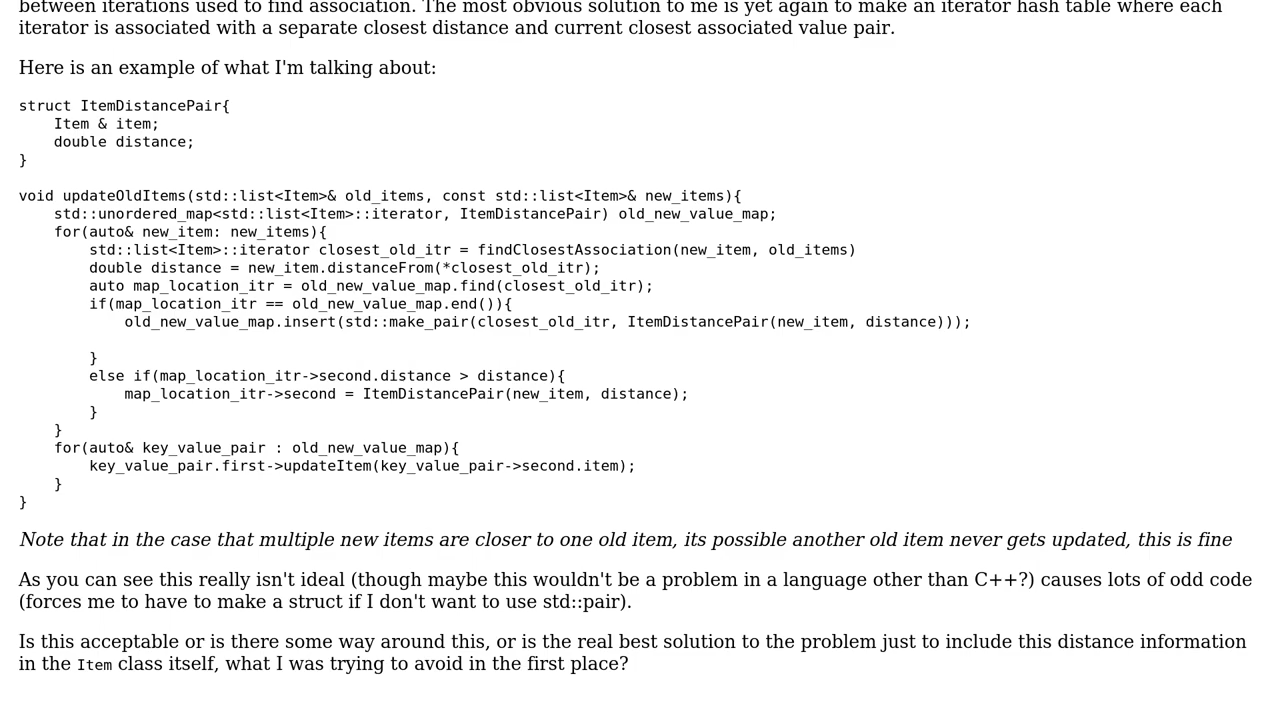 between iterations used to find association. The most obvious solution to me is yet again to make an iterator hash table where each
iterator is associated with a separate closest distance and current closest associated value pair.
Here is an example of what I'm talking about:
struct ItemDistancePair{
    Item & item;
    double distance;
}
void updateOldItems(std::list<Item>& old_items, const std::list<Item>& new_items){
    std::unordered_map<std::list<Item>::iterator, ItemDistancePair) old_new_value_map;
    for(auto& new_item: new_items){
        std::list<Item>::iterator closest_old_itr = findClosestAssociation(new_item, old_items)
        double distance = new_item.distanceFrom(*closest_old_itr);
        auto map_location_itr = old_new_value_map.find(closest_old_itr);
        if(map_location_itr == old_new_value_map.end()){
            old_new_value_map.insert(std::make_pair(closest_old_itr, ItemDistancePair(new_item, distance)));
        }
        else if(map_location_itr->second.distance > distance){
            map_location_itr->second = ItemDistancePair(new_item, distance);
        }
    }
    for(auto& key_value_pair : old_new_value_map){
        key_value_pair.first->updateItem(key_value_pair->second.item);
    }
}
Note that in the case that multiple new items are closer to one old item, its possible another old item never gets updated, this is fine
As you can see this really isn't ideal (though maybe this wouldn't be a problem in a language other than C++?) causes lots of odd code
(forces me to have to make a struct if I don't want to use std::pair).
Is this acceptable or is there some way around this, or is the real best solution to the problem just to include this distance information
in the Item class itself, what I was trying to avoid in the first place?